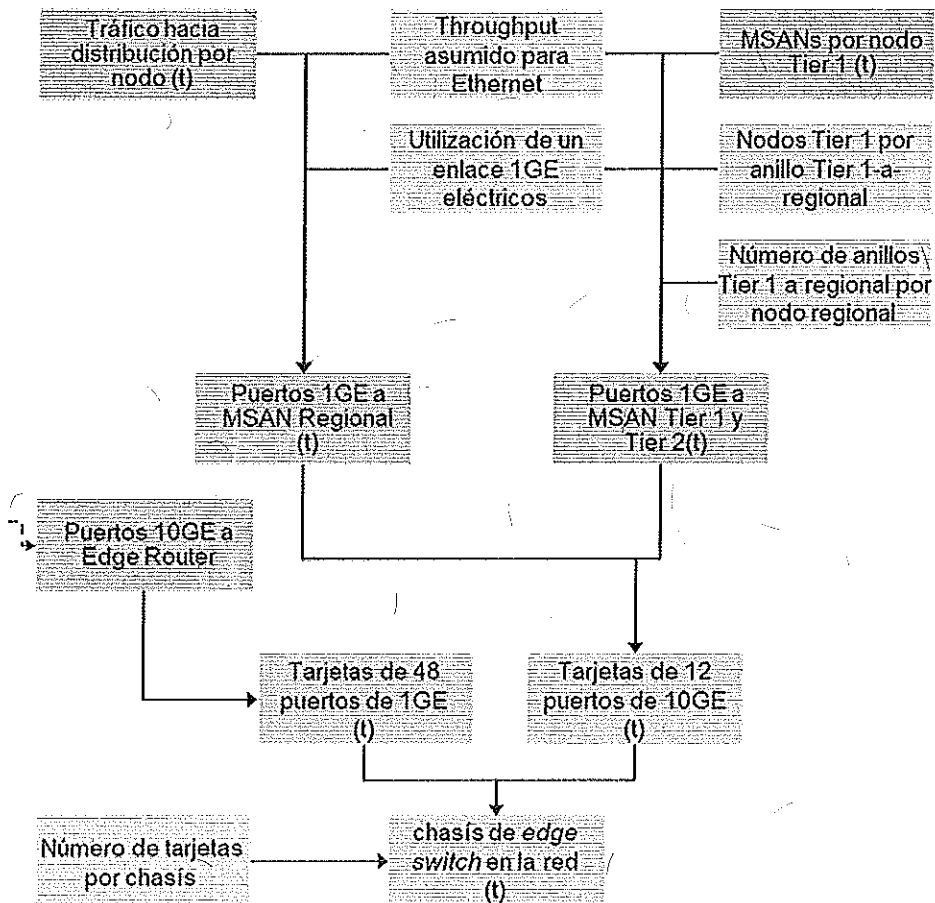 Tráfico hacia
distribución por
nodo (t)
Throughput
asumido para
Ethernet
MSANs por nodo
Tier 1 (t)
Utilización de un
enlace 1GE
eléctricos
Nodos Tier 1 por
anillo Tier 1-a-
regional
Número de anillos
Tier 1 a regional por
nodo regional
Puertos 1GE a
MSAN Regional
(t)
Puertos 1GE a
MSAN Tier 1 y
Tier 2(t)
Puertos 10GE a
Edge Router
Tarjetas de 48
puertos de 1GE
(t)
Tarjetas de 12
puertos de 10GE
(t)
Número de tarjetas
por chasís
chasís de edge
switch en la red
(t)